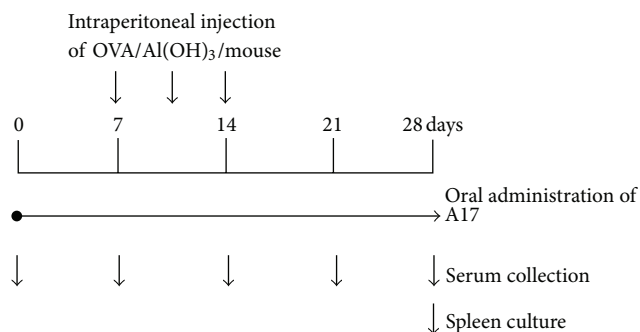 Intraperitoneal injection
of OVA/Al(OH)₃/mouse
0 7 14 21 28 days
Oral administration of
A17
Serum collection
Spleen culture